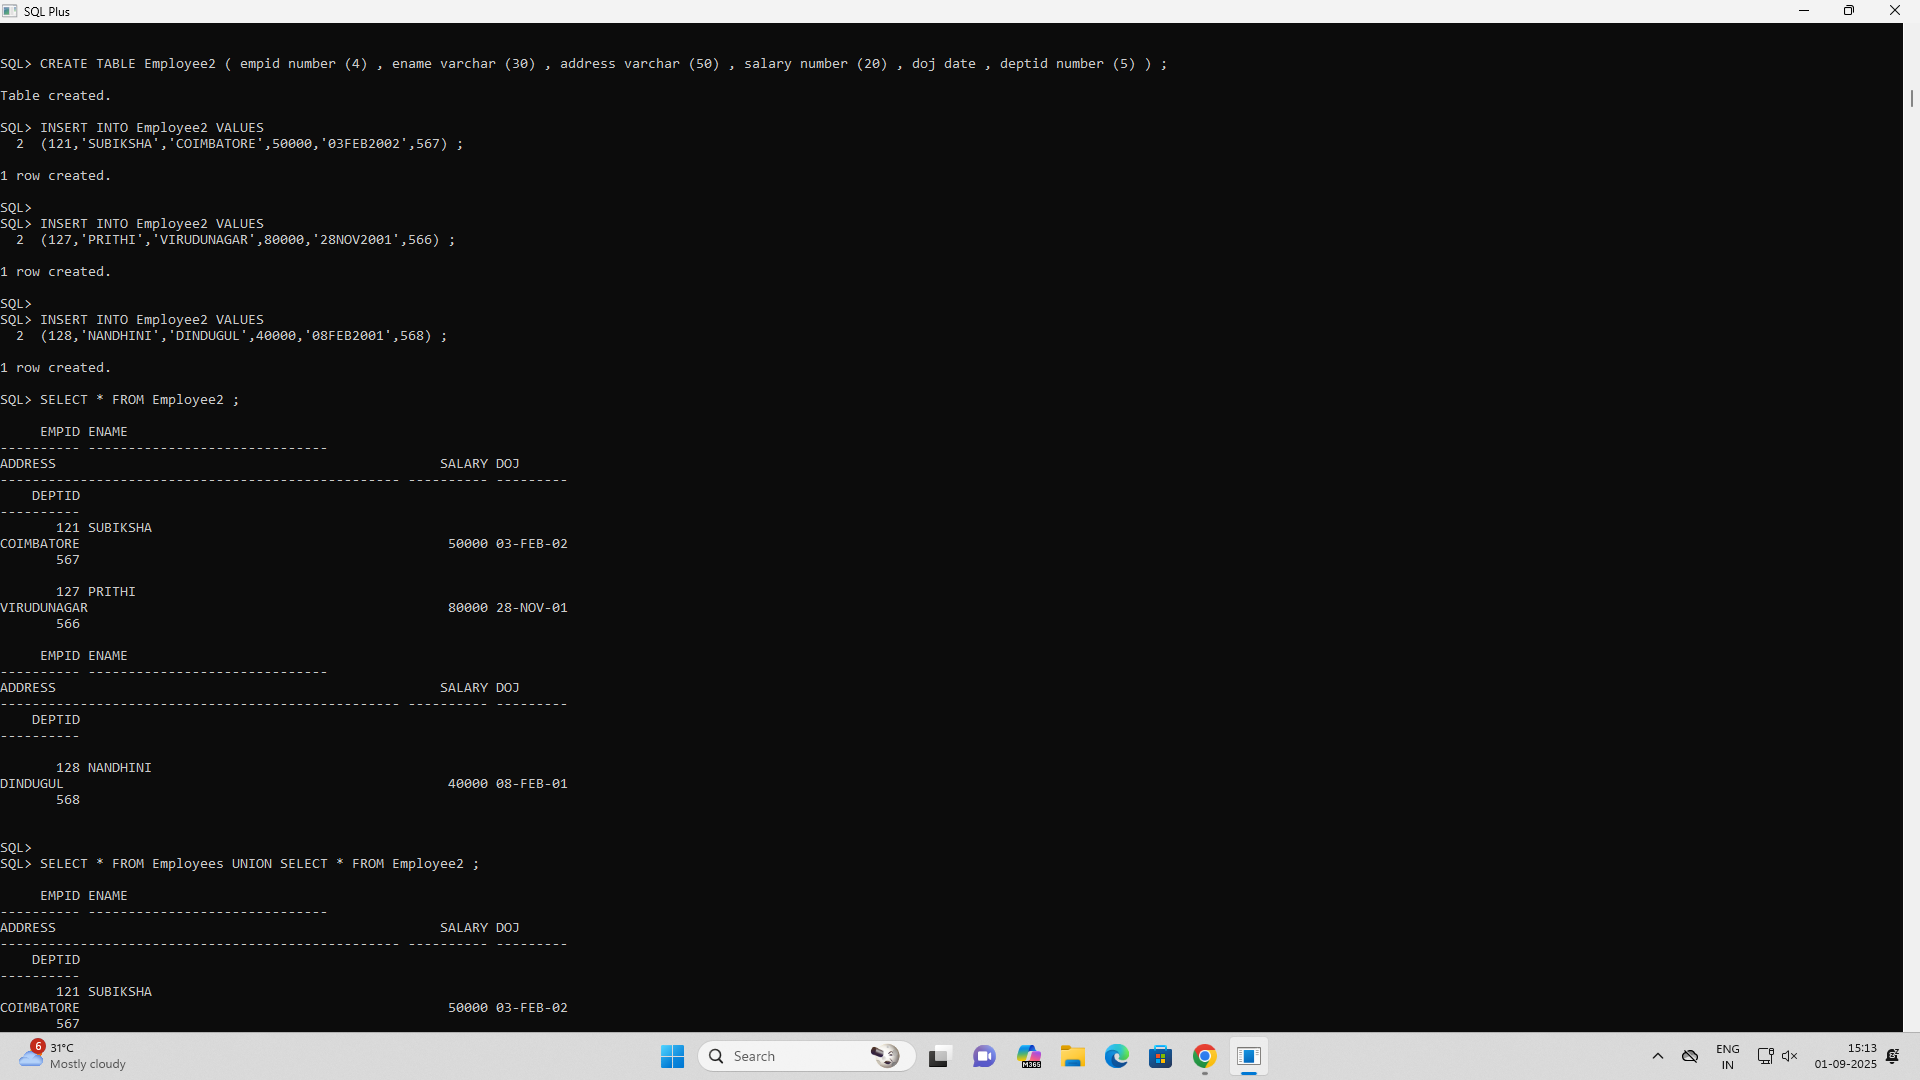 SQL Plus
SQL> CREATE TABLE Employee2 ( empid number (4) , ename varchar (30) , address varchar (50) , salary number (20) , doj date , deptid number (5) ) ;
Table created.
SQL> INSERT INTO Employee2 VALUES
  2  (121,'SUBIKSHA','COIMBATORE',50000,'03FEB2002',567) ;
1 row created.
SQL>
SQL> INSERT INTO Employee2 VALUES
  2  (127,'PRITHI','VIRUDUNAGAR',80000,'28NOV2001',566) ;
1 row created.
SQL>
SQL> INSERT INTO Employee2 VALUES
  2  (128,'NANDHINI','DINDUGUL',40000,'08FEB2001',568) ;
1 row created.
SQL> SELECT * FROM Employee2 ;
     EMPID ENAME
---------- ------------------------------
ADDRESS                                                SALARY DOJ
-------------------------------------------------- ---------- ---------
    DEPTID
----------
       121 SUBIKSHA
COIMBATORE                                              50000 03-FEB-02
       567
       127 PRITHI
VIRUDUNAGAR                                             80000 28-NOV-01
       566
     EMPID ENAME
---------- ------------------------------
ADDRESS                                                SALARY DOJ
-------------------------------------------------- ---------- ---------
    DEPTID
----------
       128 NANDHINI
DINDUGUL                                                40000 08-FEB-01
       568
SQL>
SQL> SELECT * FROM Employees UNION SELECT * FROM Employee2 ;
     EMPID ENAME
---------- ------------------------------
ADDRESS                                                SALARY DOJ
-------------------------------------------------- ---------- ---------
    DEPTID
----------
       121 SUBIKSHA
COIMBATORE                                              50000 03-FEB-02
       567
6
31°C
Mostly cloudy
Search
M365
ENG
IN
15:13
01-09-2025